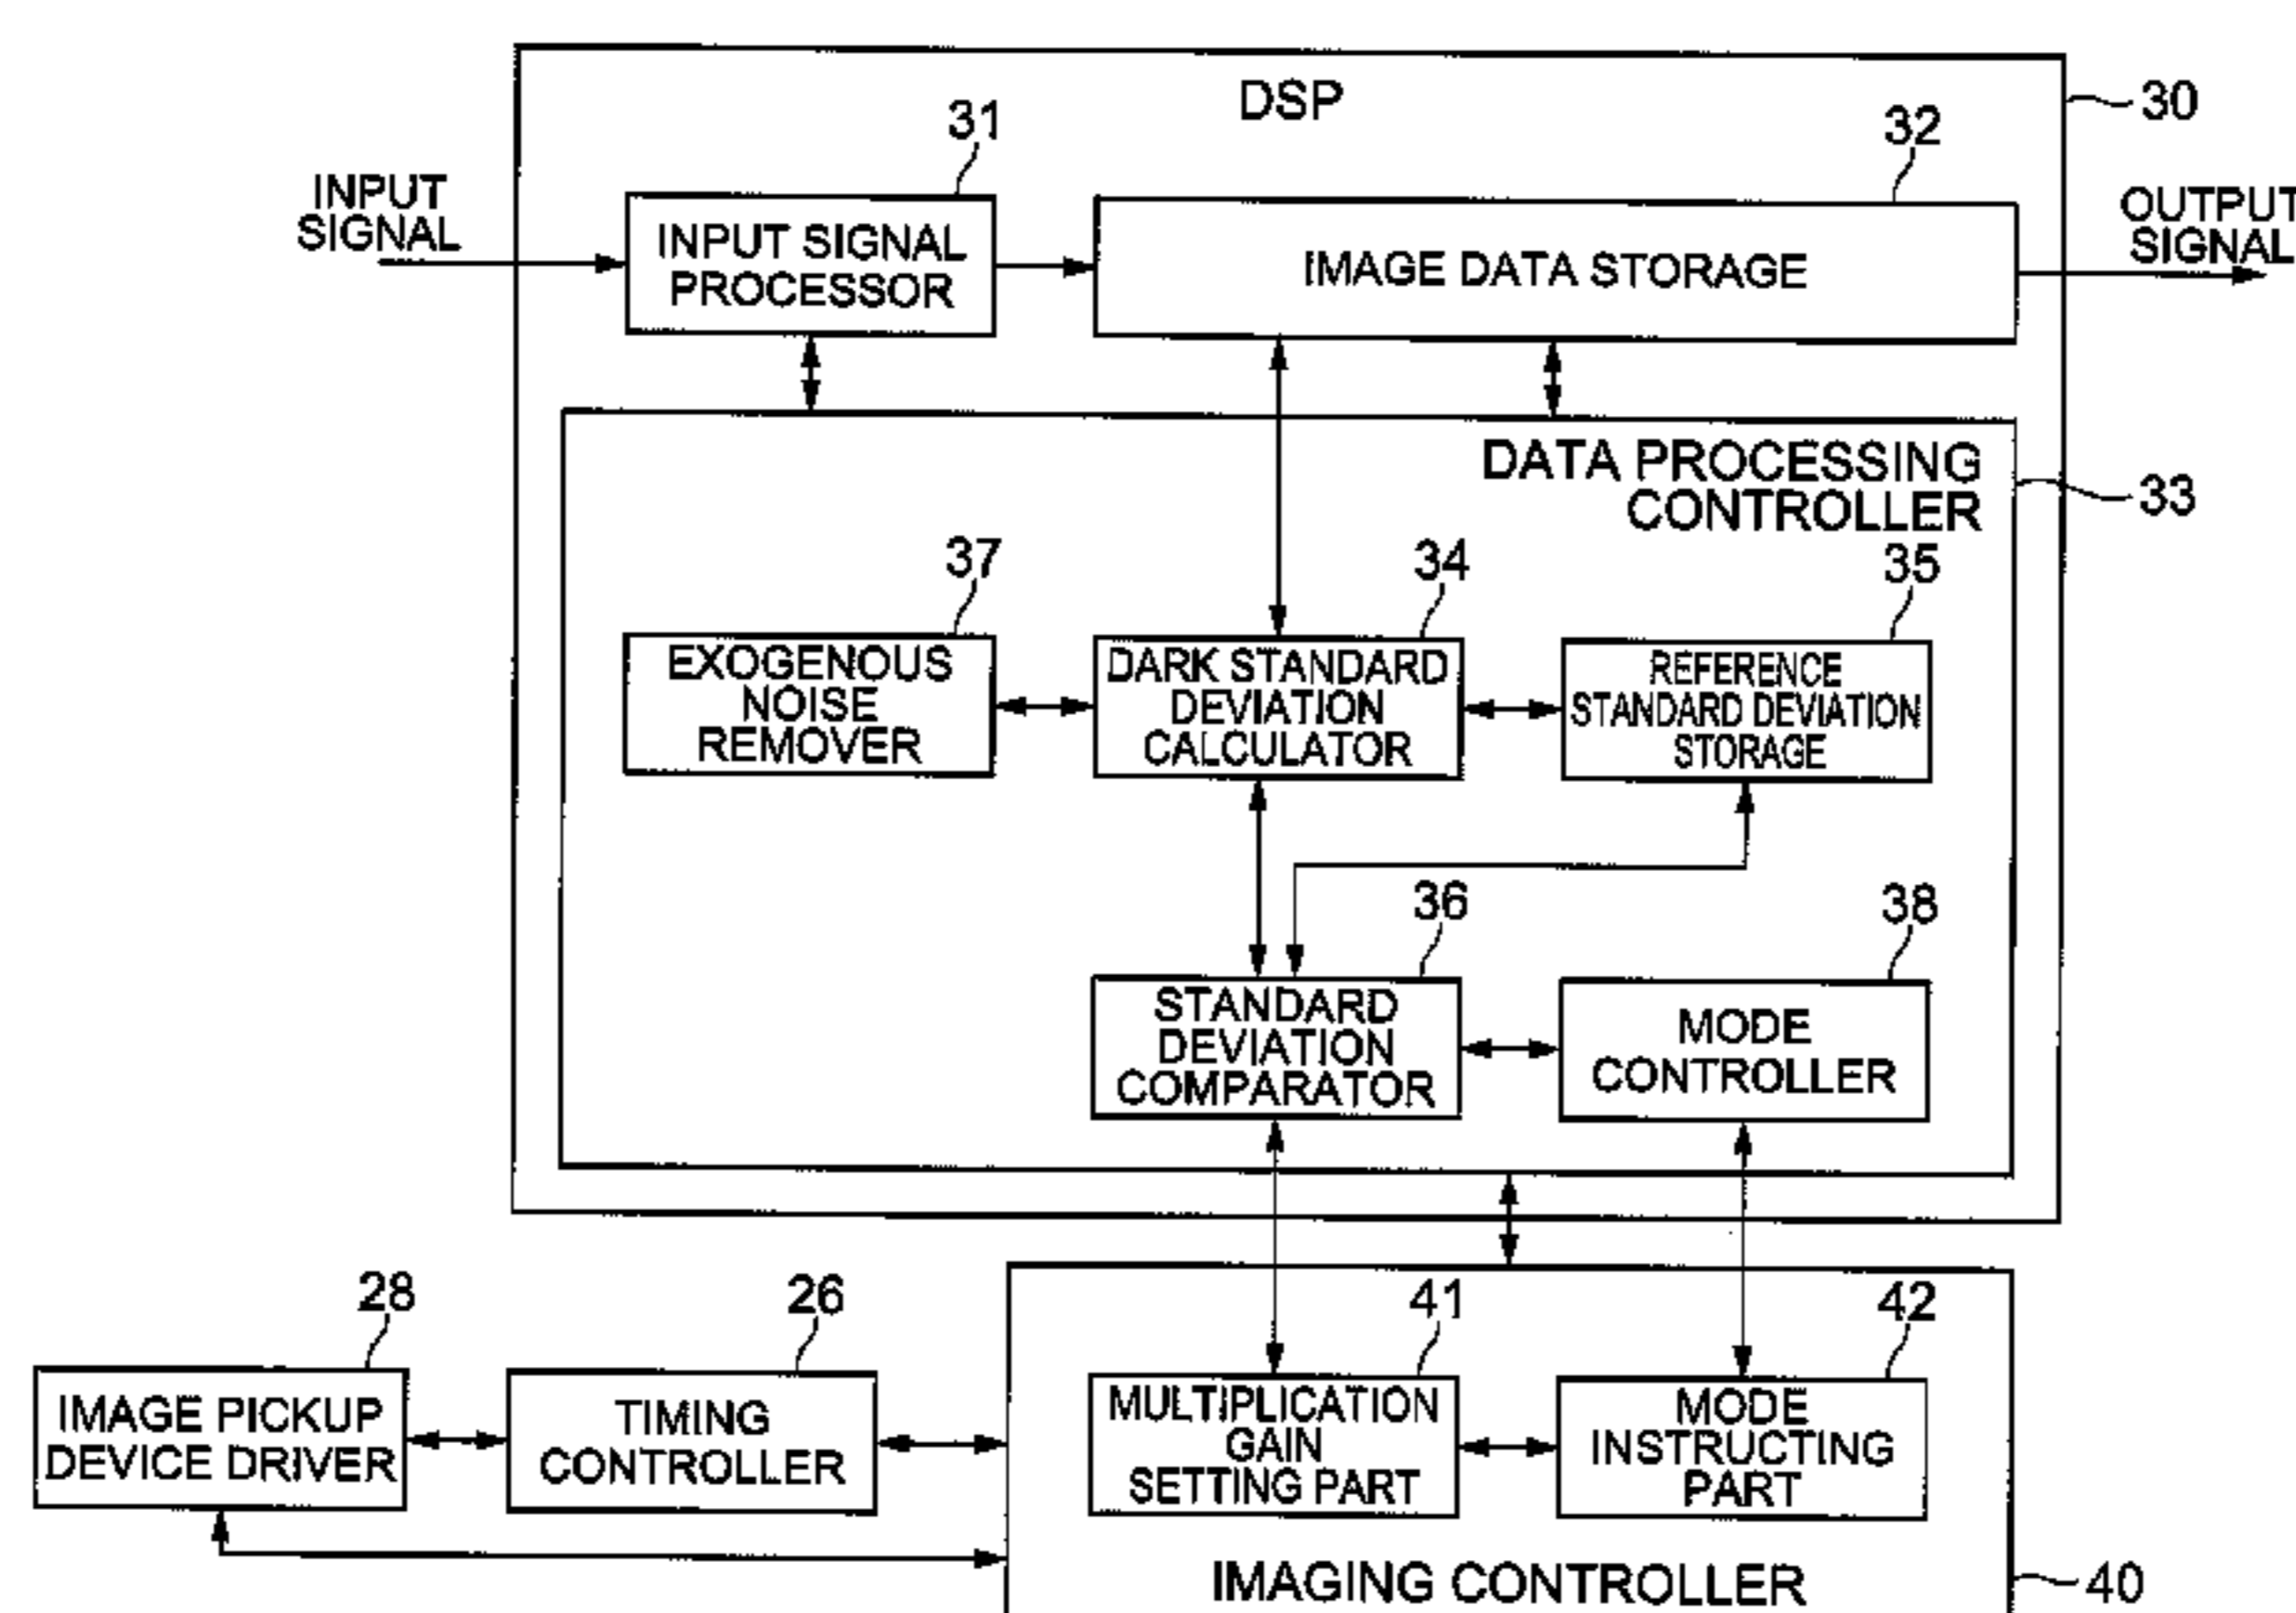 DSP
30
31
32
INPUT
SIGNAL
INPUT SIGNAL
PROCESSOR
IMAGE DATA STORAGE
OUTPUT
SIGNAL
DATA PROCESSING
CONTROLLER
33
37
34
35
EXOGENOUS
NOISE
REMOVER
DARK STANDARD
DEVIATION
CALCULATOR
REFERENCE
STANDARD DEVIATION
STORAGE
36
38
STANDARD
DEVIATION
COMPARATOR
MODE
CONTROLLER
28
26
41
42
IMAGE PICKUP
DEVICE DRIVER
TIMING
CONTROLLER
MULTIPLICATION
GAIN
SETTING PART
MODE
INSTRUCTING
PART
IMAGING CONTROLLER
40